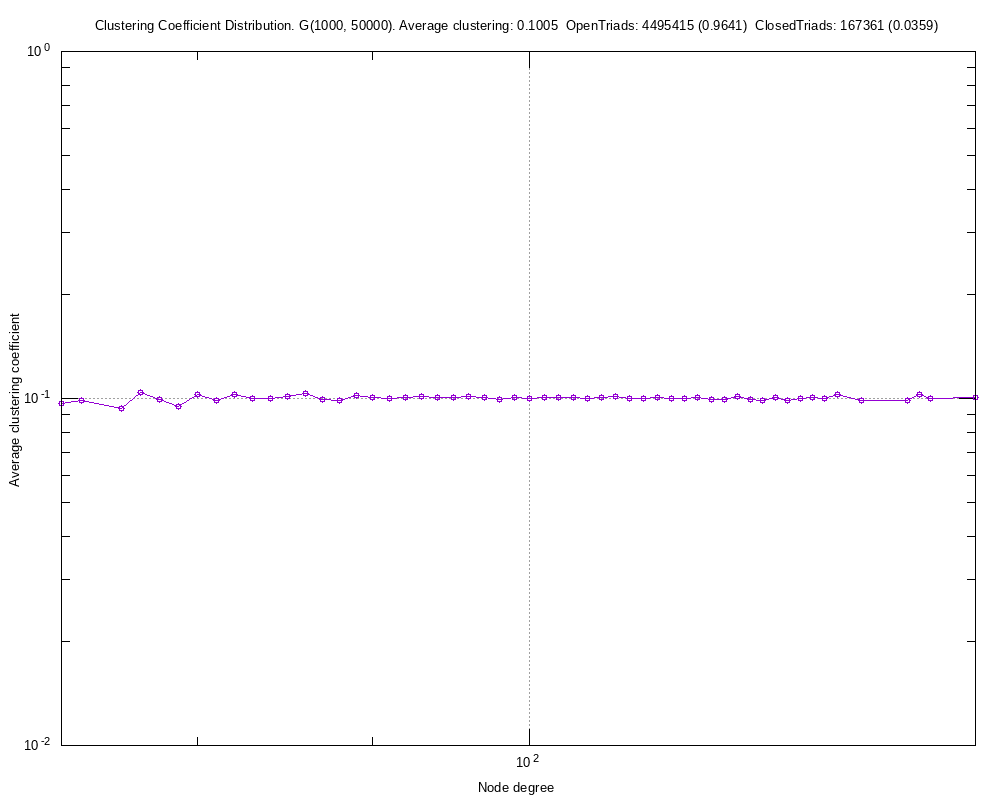 Clustering Coefficient Distribution. G(1000, 50000). Average clustering: 0.1005  OpenTriads: 4495415 (0.9641)  ClosedTriads: 167361 (0.0359)
10^0
10^-1
10^-2
Average clustering coefficient
10^2
Node degree